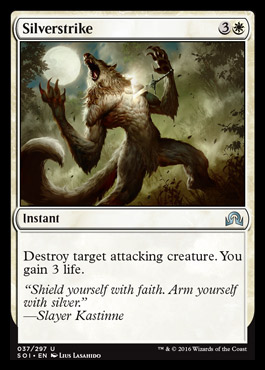 Silverstrike 3
Instant
Destroy target attacking creature. You
gain 3 life.
“Shield yourself with faith. Arm yourself
with silver.”
—Slayer Kastinne
037/297 U
SOI • EN Lius Lasahido
™ & © 2016 Wizards of the Coast